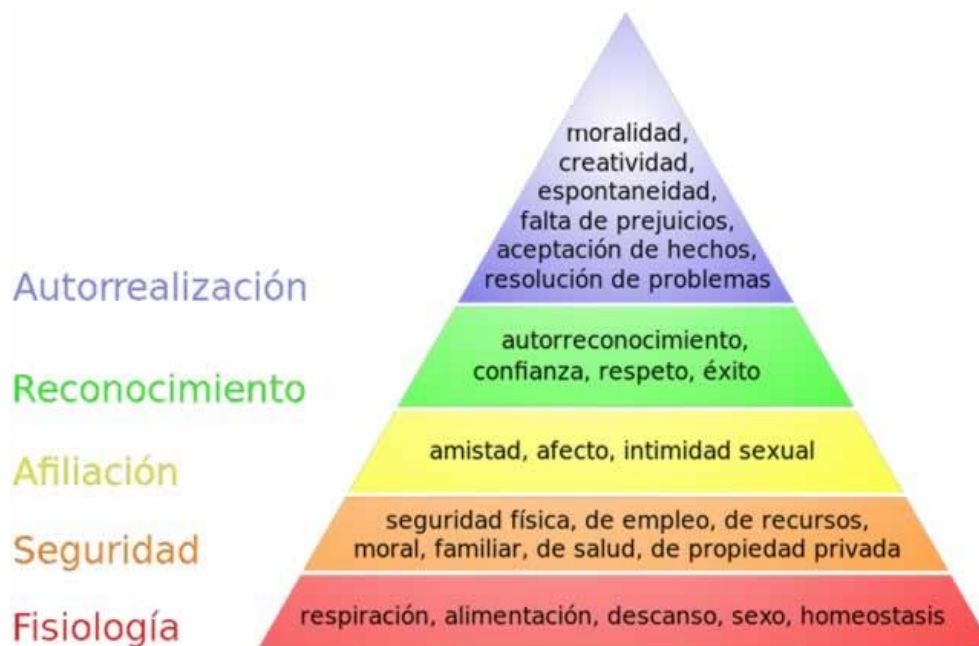 moralidad,
creatividad,
espontaneidad,
falta de prejuicios,
aceptación de hechos,
resolución de problemas
Autorrealización
autorreconocimiento,
confianza, respeto, éxito
Reconocimiento
amistad, afecto, intimidad sexual
Afiliación
seguridad física, de empleo, de recursos,
moral, familiar, de salud, de propiedad privada
Seguridad
respiración, alimentación, descanso, sexo, homeostasis
Fisiología